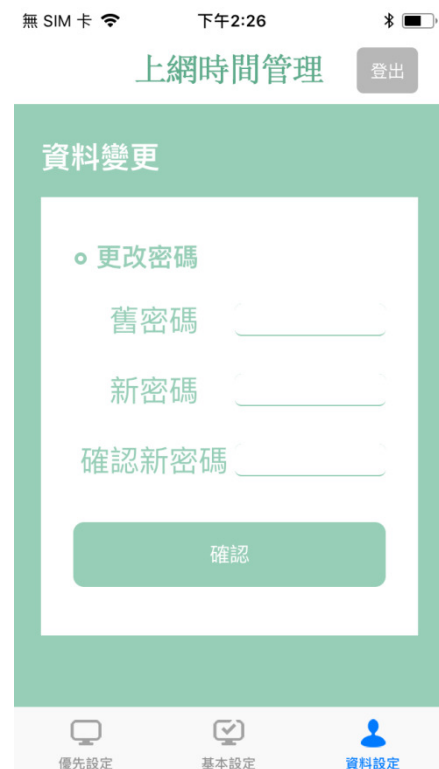 無 SIM 卡 下午2:26
上網時間管理 登出
資料變更
更改密碼
舊密碼
新密碼
確認新密碼
確認
優先設定 基本設定 資料設定